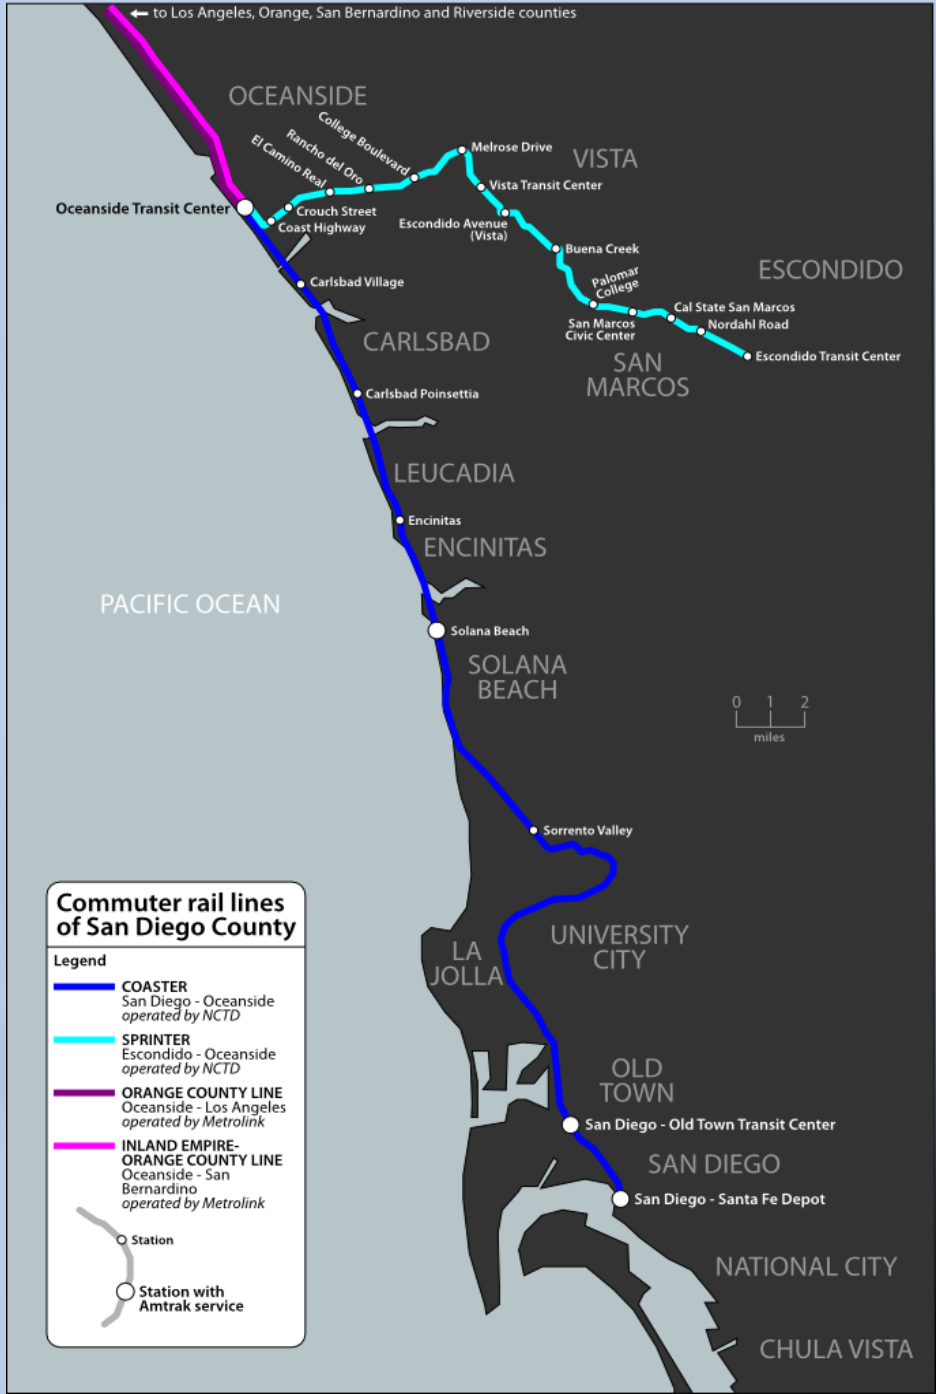 ← to Los Angeles, Orange, San Bernardino and Riverside counties
OCEANSIDE
College Boulevard
Rancho del Oro
El Camino Real
Melrose Drive
VISTA
Vista Transit Center
Oceanside Transit Center
Crouch Street
Coast Highway
Escondido Avenue
(Vista)
Buena Creek
ESCONDIDO
Palomar
College
Carlsbad Village
Cal State San Marcos
San Marcos
Civic Center
Nordahl Road
CARLSBAD
SAN
MARCOS
Escondido Transit Center
Carlsbad Poinsettia
LEUCADIA
Encinitas
ENCINITAS
PACIFIC OCEAN
Solana Beach
SOLANA
BEACH
0 1 2
miles
Sorrento Valley
UNIVERSITY
CITY
LA
JOLLA
OLD
TOWN
San Diego - Old Town Transit Center
SAN DIEGO
San Diego - Santa Fe Depot
NATIONAL CITY
CHULA VISTA
Commuter rail lines
of San Diego County
Legend
COASTER
San Diego - Oceanside
operated by NCTD
SPRINTER
Escondido - Oceanside
operated by NCTD
ORANGE COUNTY LINE
Oceanside - Los Angeles
operated by Metrolink
INLAND EMPIRE-
ORANGE COUNTY LINE
Oceanside - San
Bernardino
operated by Metrolink
Station
Station with
Amtrak service